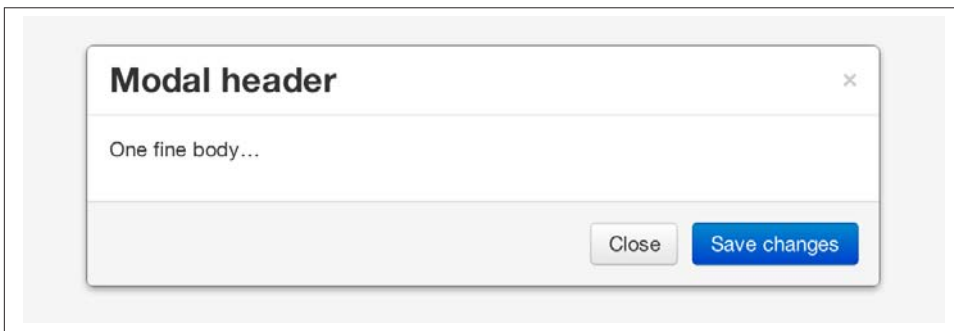 Modal header ×
One fine body…
Close Save changes